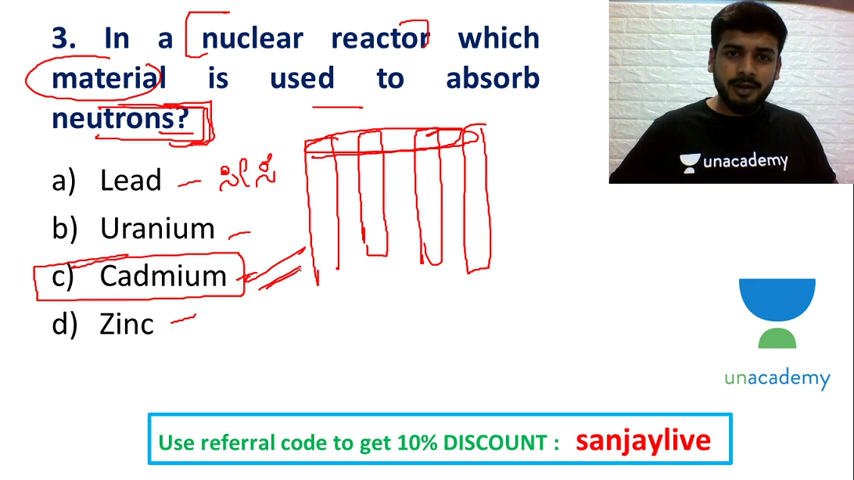 3. In a nuclear reactor which
material is used to absorb
neutrons?
a) Lead
ಸೀಸ
b) Uranium
c) Cadmium
d) Zinc
unacademy
unacademy
Use referral code to get 10% DISCOUNT : sanjaylive